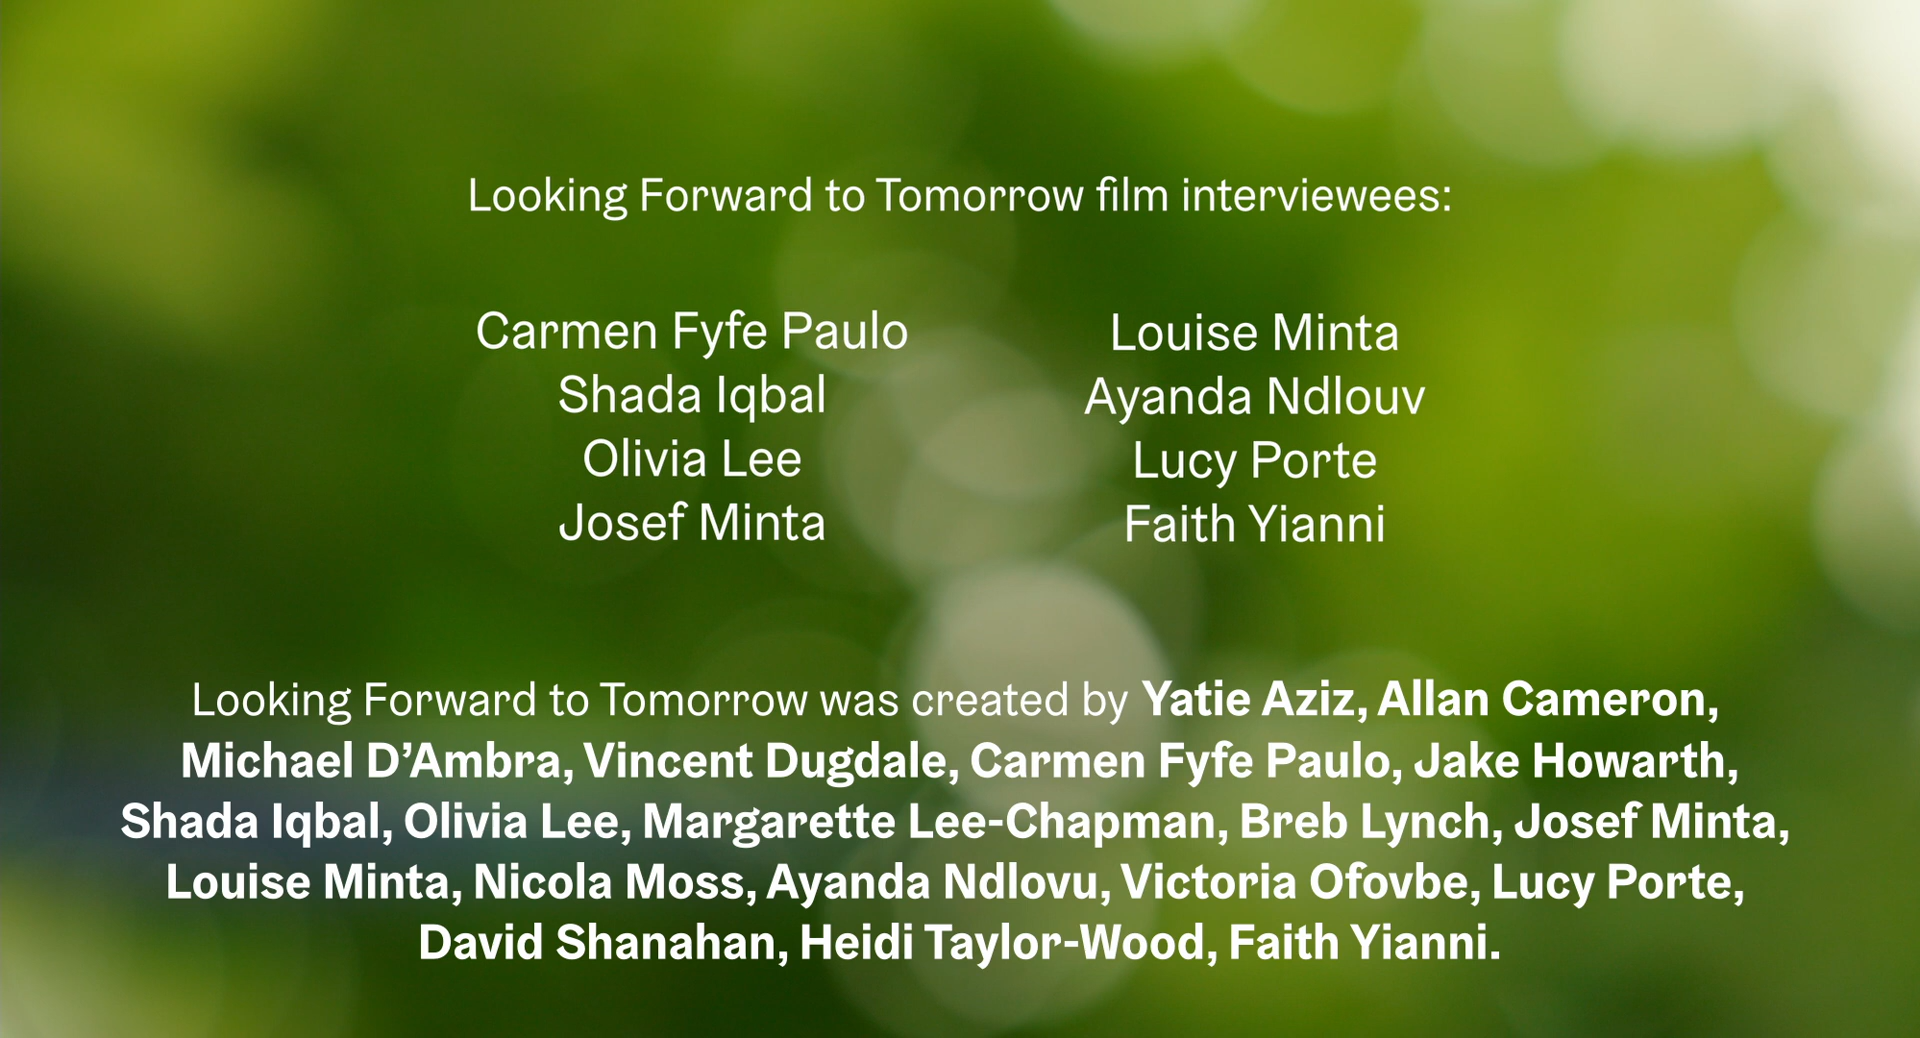 Looking Forward to Tomorrow film interviewees:
Carmen Fyfe Paulo
Shada Iqbal
Olivia Lee
Josef Minta
Louise Minta
Ayanda Ndlouv
Lucy Porte
Faith Yianni
Looking Forward to Tomorrow was created by Yatie Aziz, Allan Cameron,
Michael D’Ambra, Vincent Dugdale, Carmen Fyfe Paulo, Jake Howarth,
Shada Iqbal, Olivia Lee, Margarette Lee-Chapman, Breb Lynch, Josef Minta,
Louise Minta, Nicola Moss, Ayanda Ndlovu, Victoria Ofovbe, Lucy Porte,
David Shanahan, Heidi Taylor-Wood, Faith Yianni.